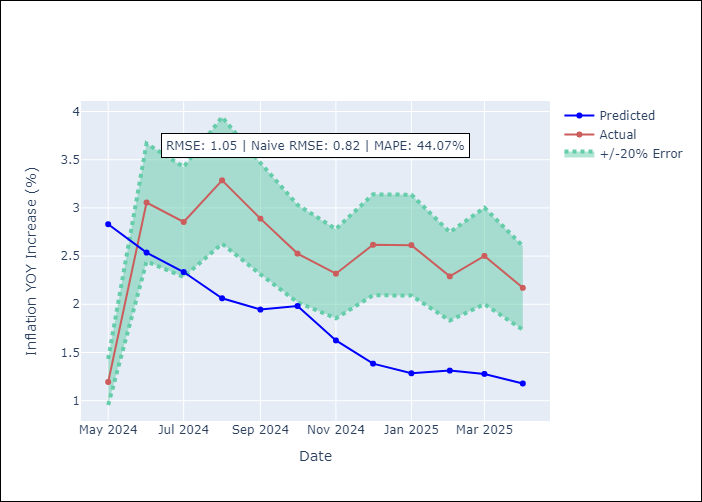 RMSE: 1.05 | Naive RMSE: 0.82 | MAPE: 44.07%
Predicted
Actual
+/-20% Error
Inflation YOY Increase (%)
4
3.5
3
2.5
2
1.5
1
May 2024
Jul 2024
Sep 2024
Nov 2024
Jan 2025
Mar 2025
Date